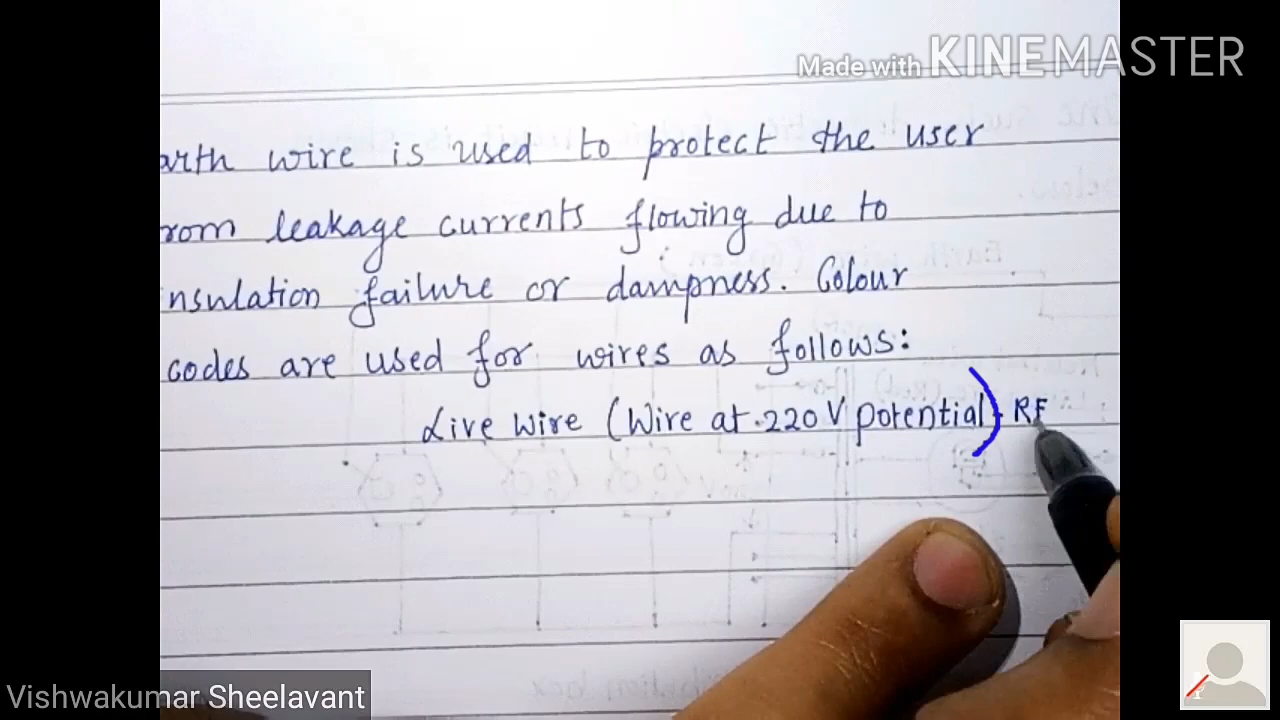 Made with KINEMASTER
arth wire is used to protect the user
rom leakage currents flowing due to
insulation failure or dampness. Colour
codes are used for wires as follows:
Live wire (Wire at 220 V potential) - RE
Vishwakumar Sheelavant